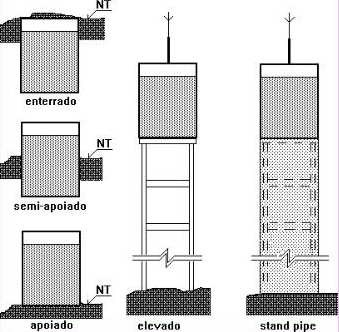 NT
enterrado
NT
semi-apoiado
NT
apoiado
elevado
stand pipe